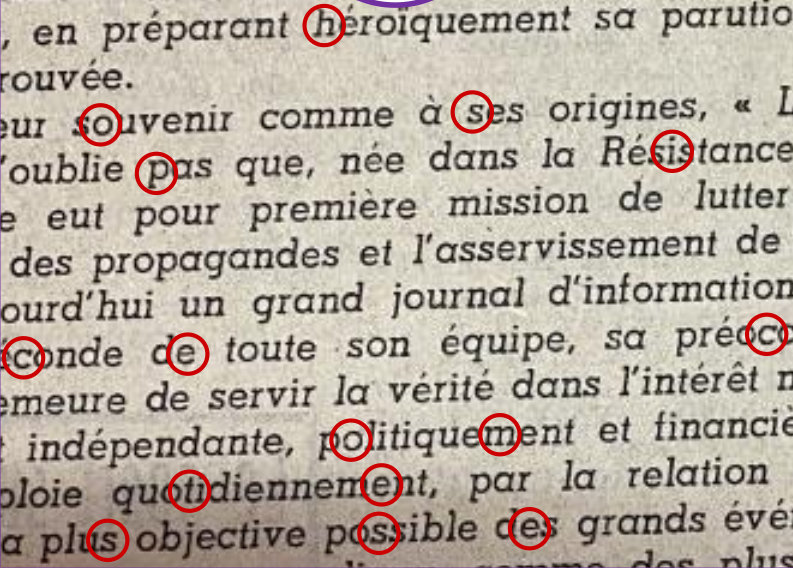 , en préparant héroïquement sa parutio
rouvée.
eur souvenir comme à ses origines, « L
'oublie pas que, née dans la Résistance
e eut pour première mission de lutter
des propagandes et l'asservissement de
ourd'hui un grand journal d'information
éconde de toute son équipe, sa préocc
emeure de servir la vérité dans l'intérêt n
t indépendante, politiquement et financiè
ploie quotidiennement, par la relation
a plus objective possible des grands évé
des plus